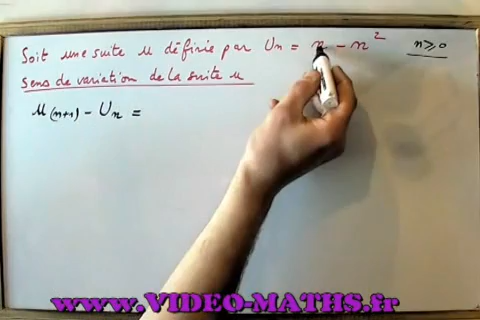 Soit une suite u définie par Un = n - n² n≥0
sens de variation de la suite u
U(n+1) - Un =
www.VIDEO-MATHS.fr